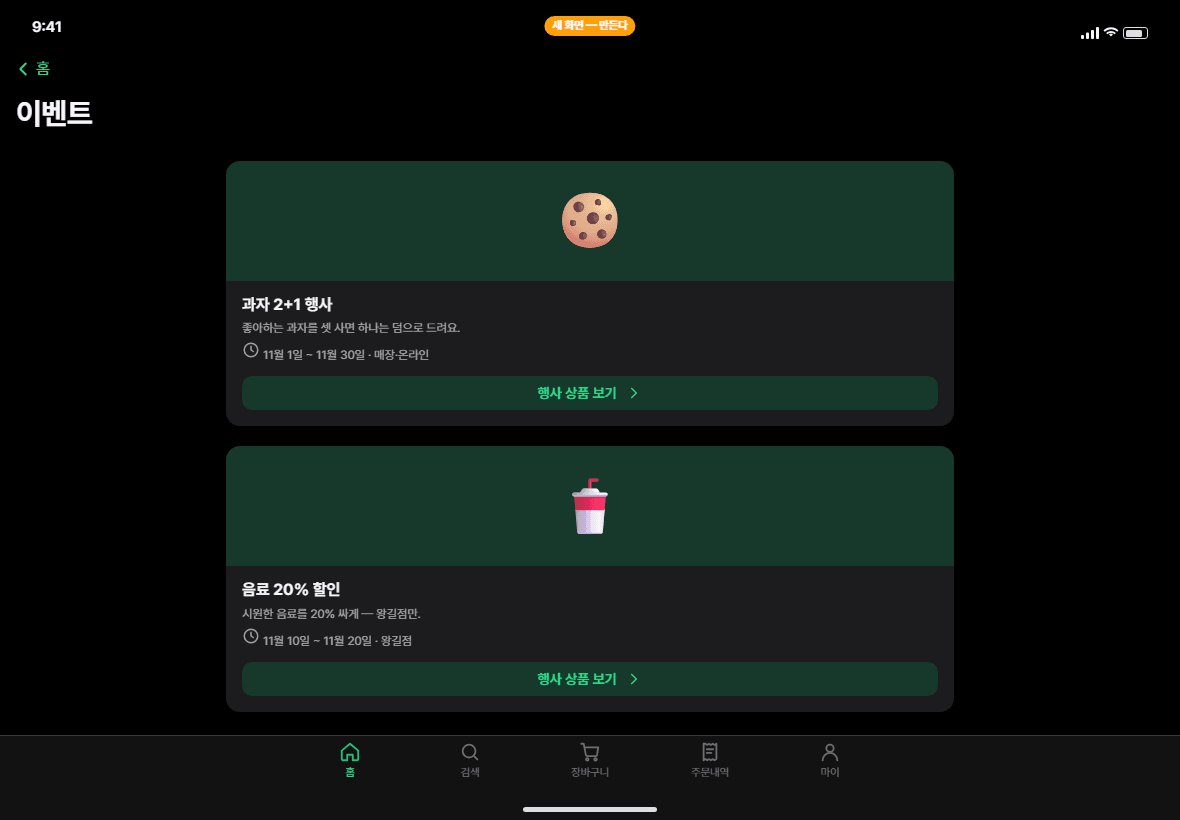 9:41
새 화면 — 만든다
홈
이벤트
과자 2+1 행사
좋아하는 과자를 셋 사면 하나는 덤으로 드려요.
11월 1일 ~ 11월 30일 · 매장·온라인
행사 상품 보기
음료 20% 할인
시원한 음료를 20% 싸게 — 왕길점만.
11월 10일 ~ 11월 20일 · 왕길점
행사 상품 보기
홈
검색
장바구니
주문내역
마이